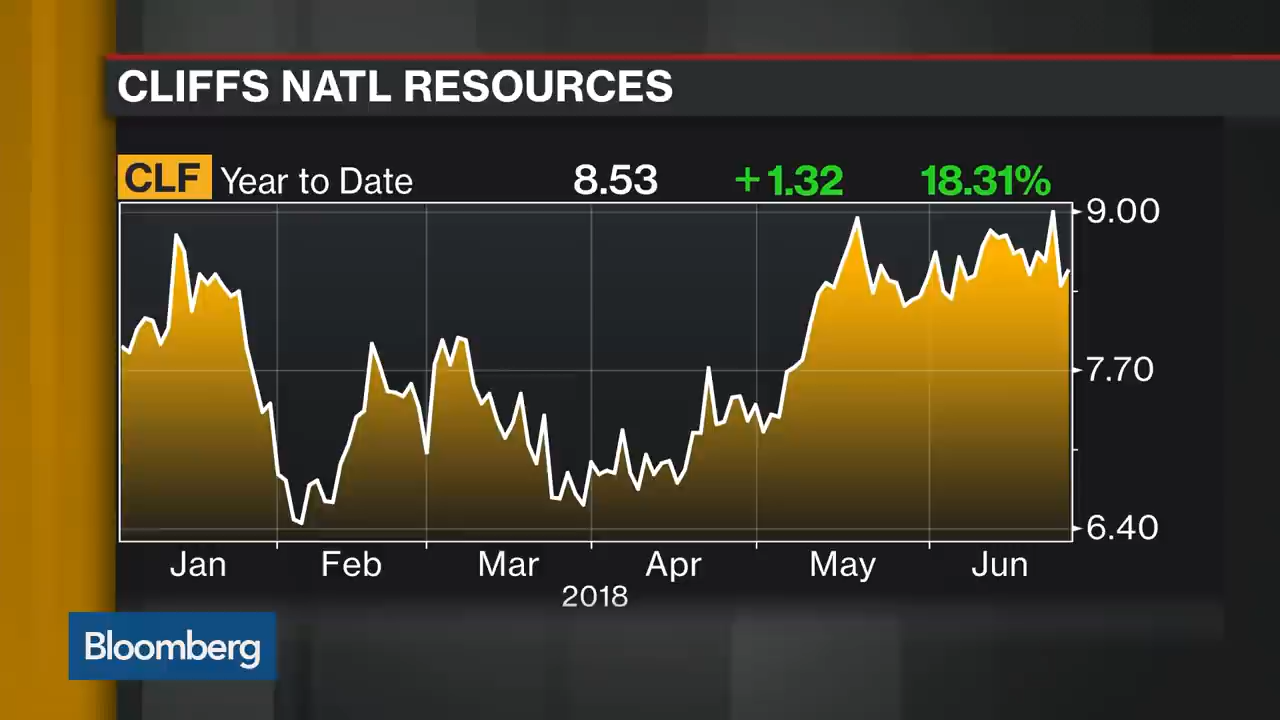 CLIFFS NATL RESOURCES
CLF Year to Date 8.53 +1.32 18.31%
9.00
7.70
6.40
Jan Feb Mar Apr May Jun
2018
Bloomberg